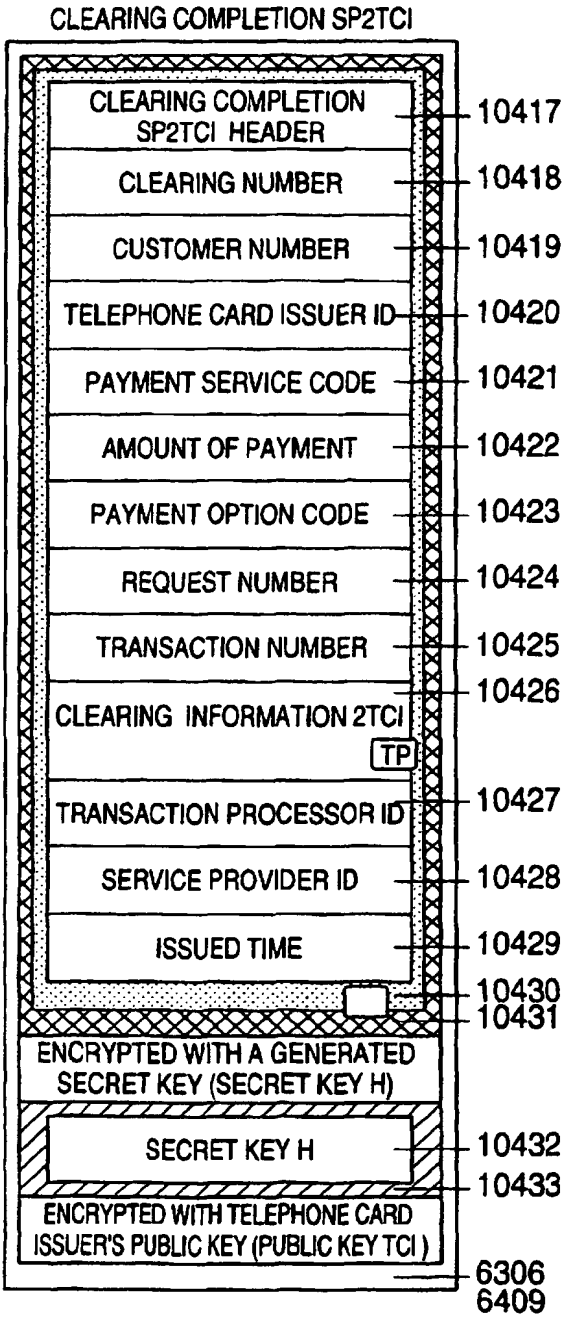 CLEARING COMPLETION SP2TCI
CLEARING COMPLETION
SP2TCI HEADER
10417
CLEARING NUMBER
10418
CUSTOMER NUMBER
10419
TELEPHONE CARD ISSUER ID
10420
PAYMENT SERVICE CODE
10421
AMOUNT OF PAYMENT
10422
PAYMENT OPTION CODE
10423
REQUEST NUMBER
10424
TRANSACTION NUMBER
10425
10426
CLEARING INFORMATION 2TCI
TP
TRANSACTION PROCESSOR ID
10427
SERVICE PROVIDER ID
10428
ISSUED TIME
10429
10430
10431
ENCRYPTED WITH A GENERATED
SECRET KEY (SECRET KEY H)
SECRET KEY H
10432
10433
ENCRYPTED WITH TELEPHONE CARD
ISSUER'S PUBLIC KEY (PUBLIC KEY TCI )
6306
6409